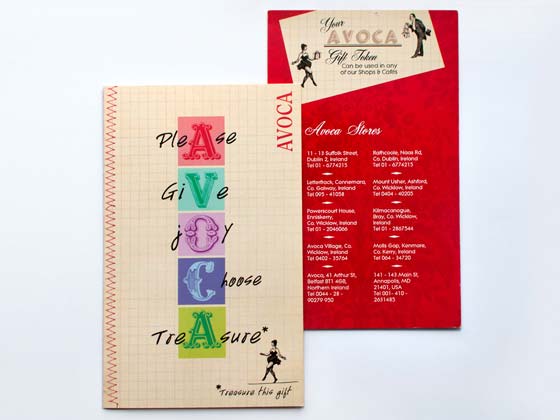 PleAse
GiVe
jOy
Choose
TreAsure*
*Treasure this gift
AVOCA
Your
AVOCA
Gift Token
Can be used in any
of our Shops & Cafés
Avoca Stores
11 - 13 Suffolk Street,
Dublin 2, Ireland
Tel 01 - 6774215
Rathcoole, Naas Rd,
Co. Dublin, Ireland
Tel 01 - 6774215
Letterfrack, Connemara,
Co. Galway, Ireland
Tel 095 - 41058
Mount Usher, Ashford,
Co. Wicklow, Ireland
Tel 0404 - 40205
Powerscourt House,
Enniskerry,
Co. Wicklow, Ireland
Tel 01 - 2046066
Kilmacanogue,
Bray, Co. Wicklow,
Ireland
Tel 01 - 2867544
Avoca Village, Co.
Wicklow, Ireland
Tel 0402 - 35764
Molls Gap, Kenmare,
Co. Kerry, Ireland
Tel 064 - 34720
Avoca, 41 Arthur St,
Belfast BT1 4GB,
Northern Ireland
Tel 0044 - 28 -
90279 950
141 - 143 Main St,
Annapolis, MD
21401, USA
Tel 001- 410 -
2631485